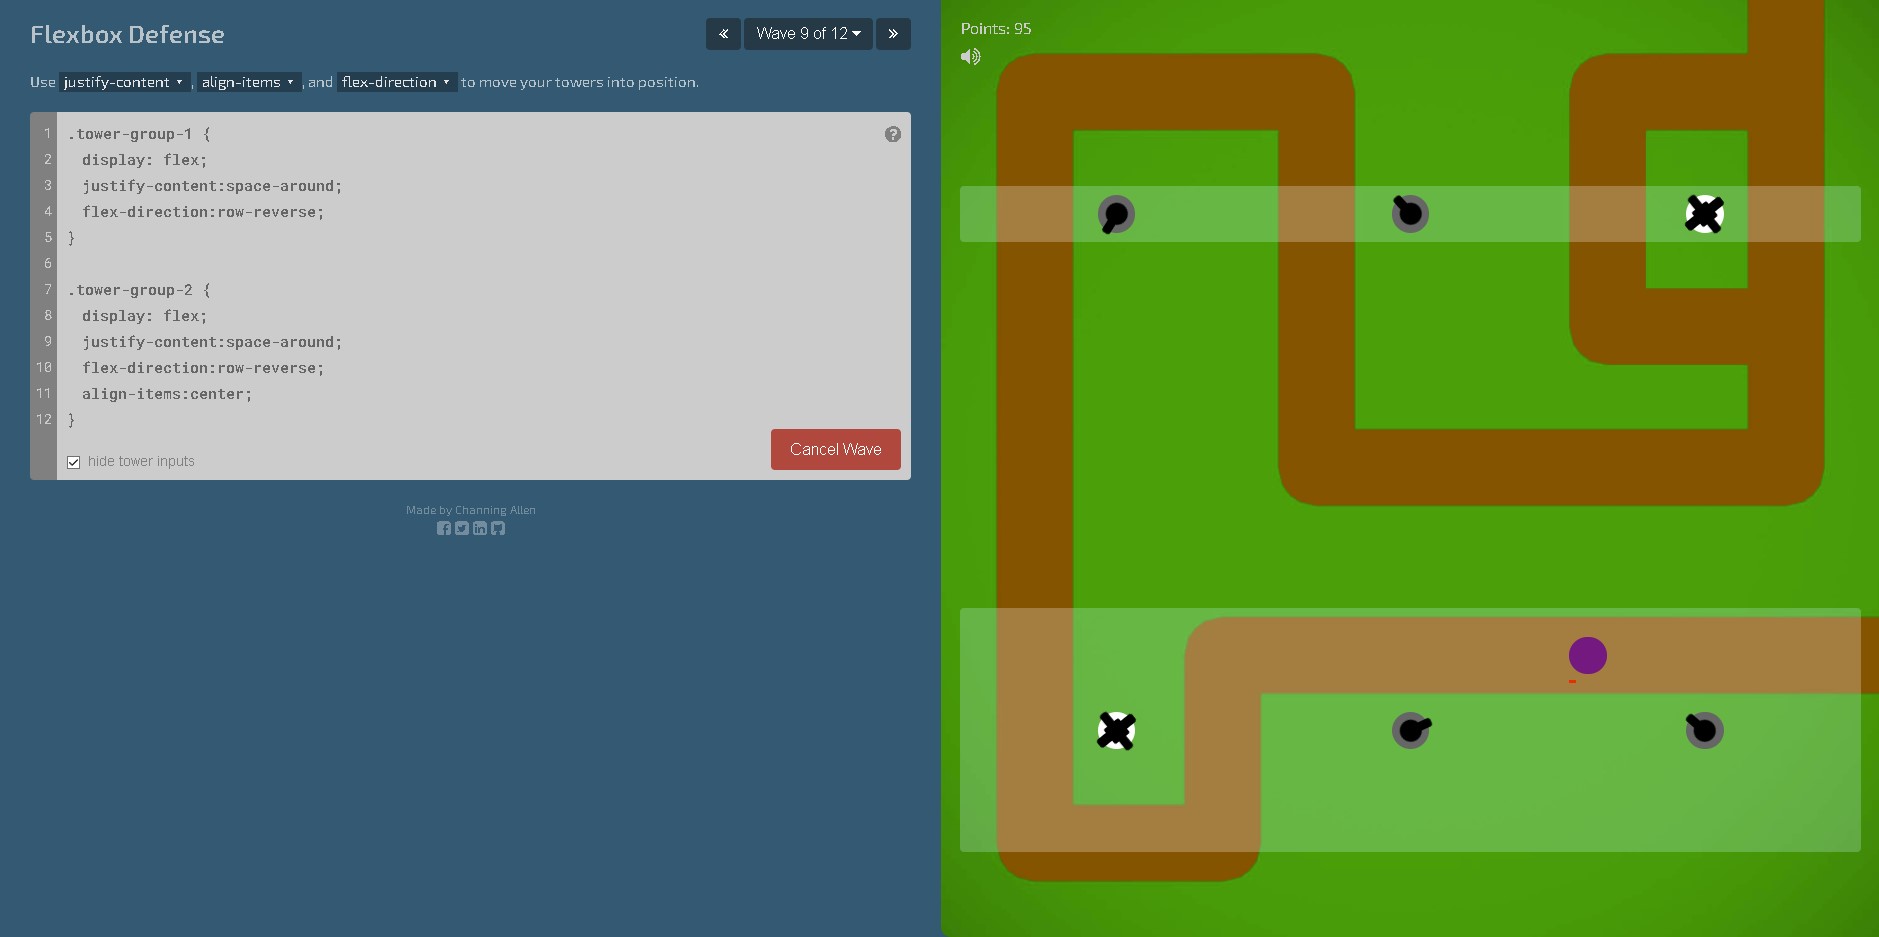 Flexbox Defense
« Wave 9 of 12 »
Use justify-content , align-items , and flex-direction to move your towers into position.
1 .tower-group-1 {
2 display: flex;
3 justify-content:space-around;
4 flex-direction:row-reverse;
5 }
6
7 .tower-group-2 {
8 display: flex;
9 justify-content:space-around;
10 flex-direction:row-reverse;
11 align-items:center;
12 }
hide tower inputs
Cancel Wave
Made by Channing Allen
Points: 95